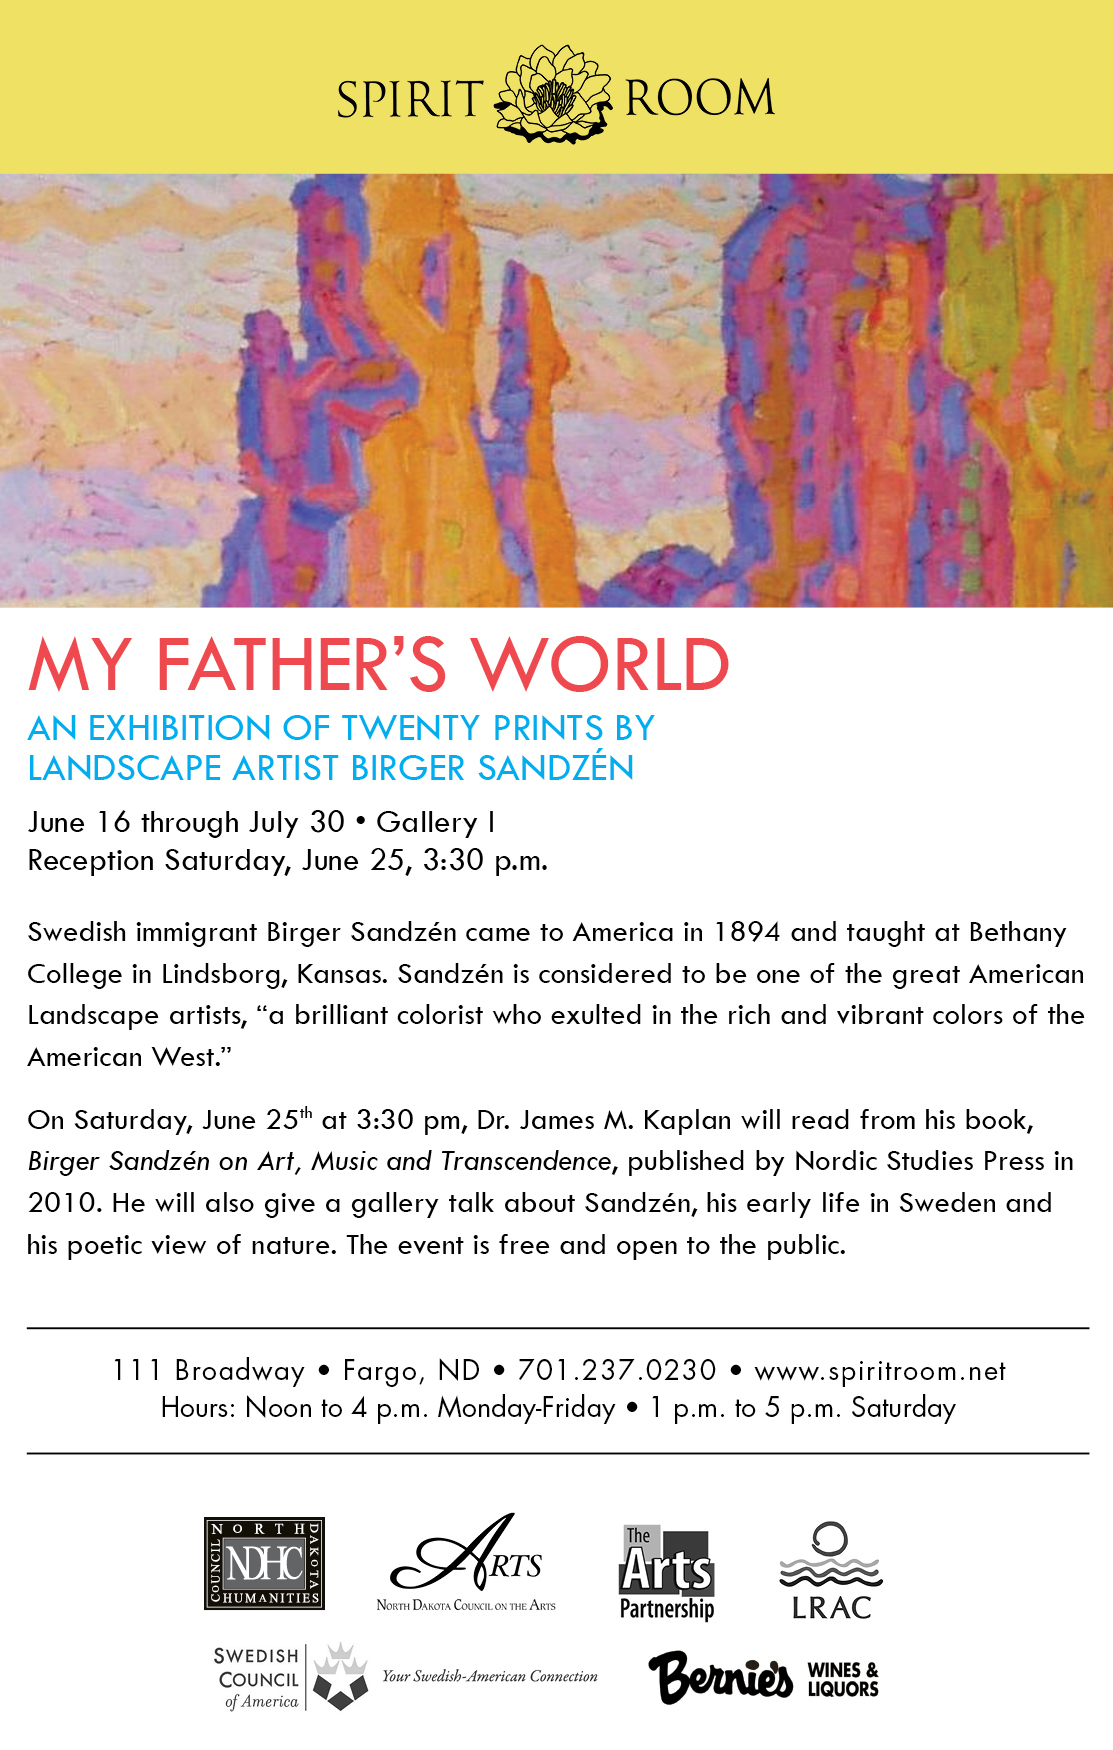 SPIRIT ROOM
MY FATHER’S WORLD
AN EXHIBITION OF TWENTY PRINTS BY
LANDSCAPE ARTIST BIRGER SANDZÉN
June 16 through July 30 • Gallery I
Reception Saturday, June 25, 3:30 p.m.
Swedish immigrant Birger Sandzén came to America in 1894 and taught at Bethany
College in Lindsborg, Kansas. Sandzén is considered to be one of the great American
Landscape artists, “a brilliant colorist who exulted in the rich and vibrant colors of the
American West.”
On Saturday, June 25th at 3:30 pm, Dr. James M. Kaplan will read from his book,
Birger Sandzén on Art, Music and Transcendence, published by Nordic Studies Press in
2010. He will also give a gallery talk about Sandzén, his early life in Sweden and
his poetic view of nature. The event is free and open to the public.
111 Broadway • Fargo, ND • 701.237.0230 • www.spiritroom.net
Hours: Noon to 4 p.m. Monday-Friday • 1 p.m. to 5 p.m. Saturday
NORTH
DAKOTA
COUNCIL
NDHC
HUMANITIES
ARTS
NORTH DAKOTA COUNCIL ON THE ARTS
The
Arts
Partnership
LRAC
SWEDISH
COUNCIL
of America
Your Swedish-American Connection
Bernie's
WINES &
LIQUORS